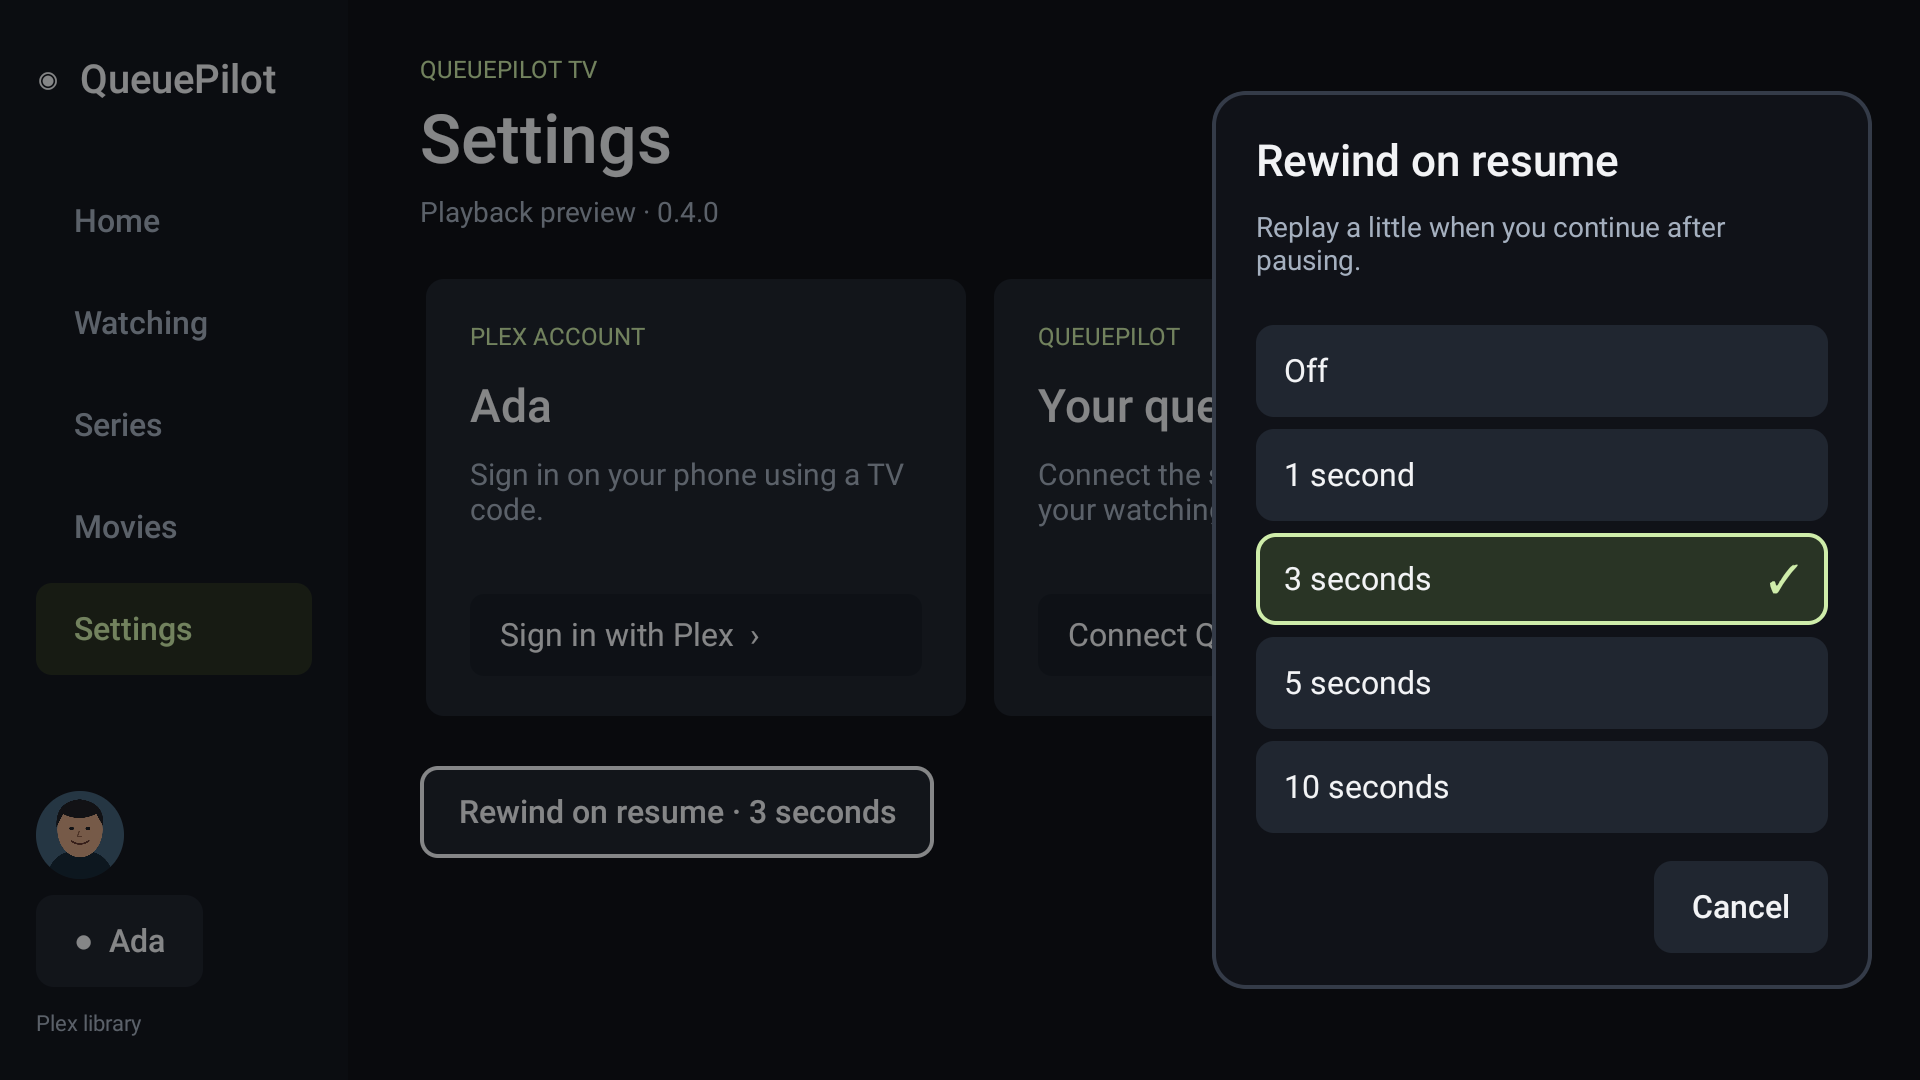 QueuePilot
Home
Watching
Series
Movies
Settings
Ada
Plex library
QUEUEPILOT TV
Settings
Playback preview · 0.4.0
PLEX ACCOUNT
Ada
Sign in on your phone using a TV
code.
Sign in with Plex ›
QUEUEPILOT
Your que
Connect the
your watching
Connect Q
Rewind on resume · 3 seconds
Rewind on resume
Replay a little when you continue after
pausing.
Off
1 second
3 seconds ✓
5 seconds
10 seconds
Cancel